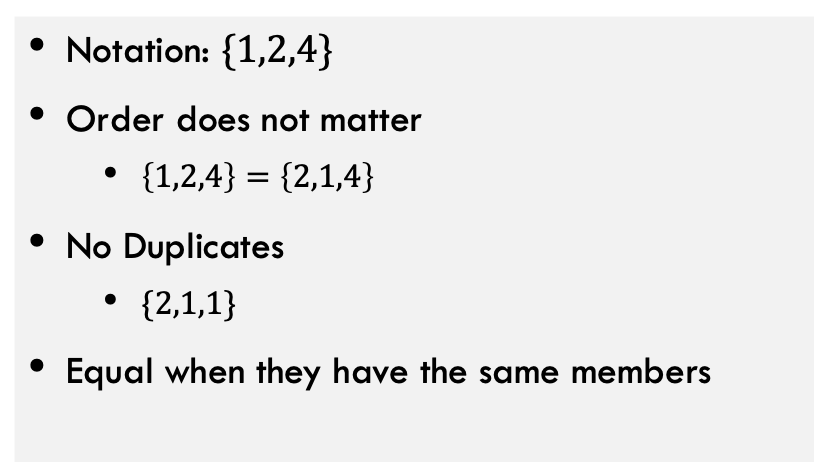 • Notation: {1,2,4}
• Order does not matter
• {1,2,4} = {2,1,4}
• No Duplicates
• {2,1,1}
• Equal when they have the same members